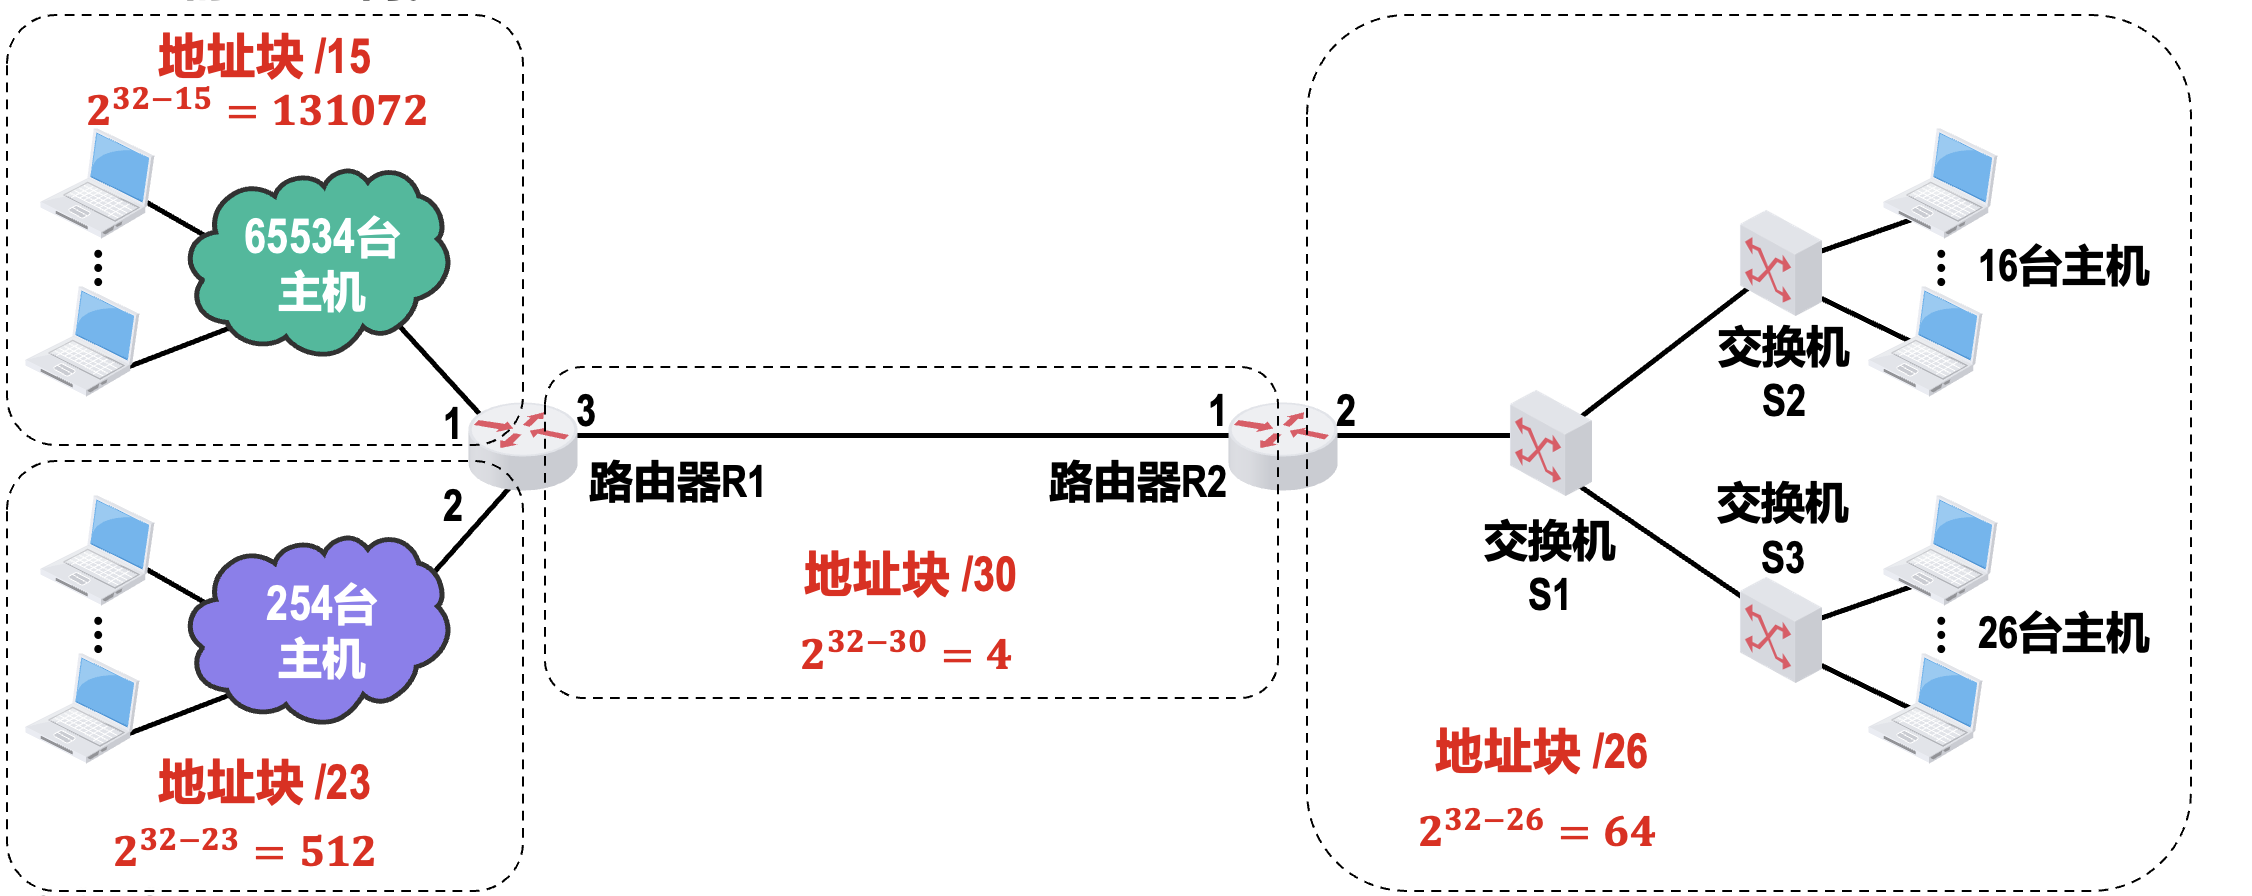 地址块 /15
2^{32−15} = 131072
65534台
主机
1
3
路由器R1
2
254台
主机
地址块 /23
2^{32−23} = 512
地址块 /30
2^{32−30} = 4
1
2
路由器R2
交换机
S1
交换机
S2
16台主机
交换机
S3
26台主机
地址块 /26
2^{32−26} = 64